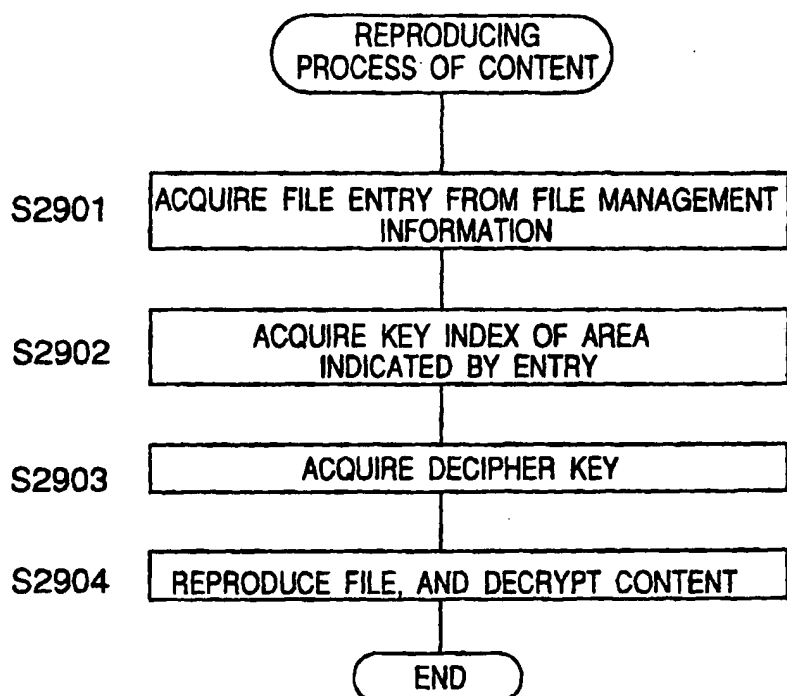 REPRODUCING
PROCESS OF CONTENT
S2901
ACQUIRE FILE ENTRY FROM FILE MANAGEMENT
INFORMATION
S2902
ACQUIRE KEY INDEX OF AREA
INDICATED BY ENTRY
S2903
ACQUIRE DECIPHER KEY
S2904
REPRODUCE FILE, AND DECRYPT CONTENT
END